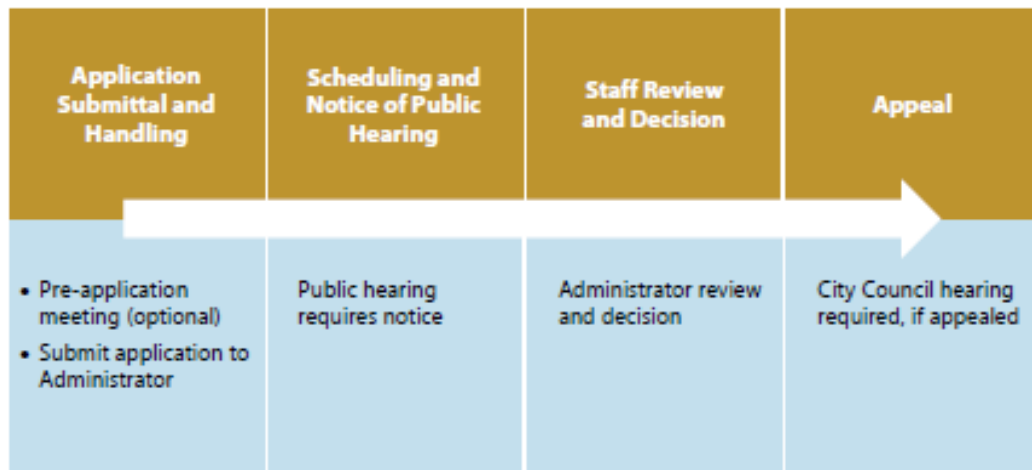 Application
Submittal and
Handling
Scheduling and
Notice of Public
Hearing
Staff Review
and Decision
Appeal
• Pre-application
meeting (optional)
• Submit application to
Administrator
Public hearing
requires notice
Administrator review
and decision
City Council hearing
required, if appealed